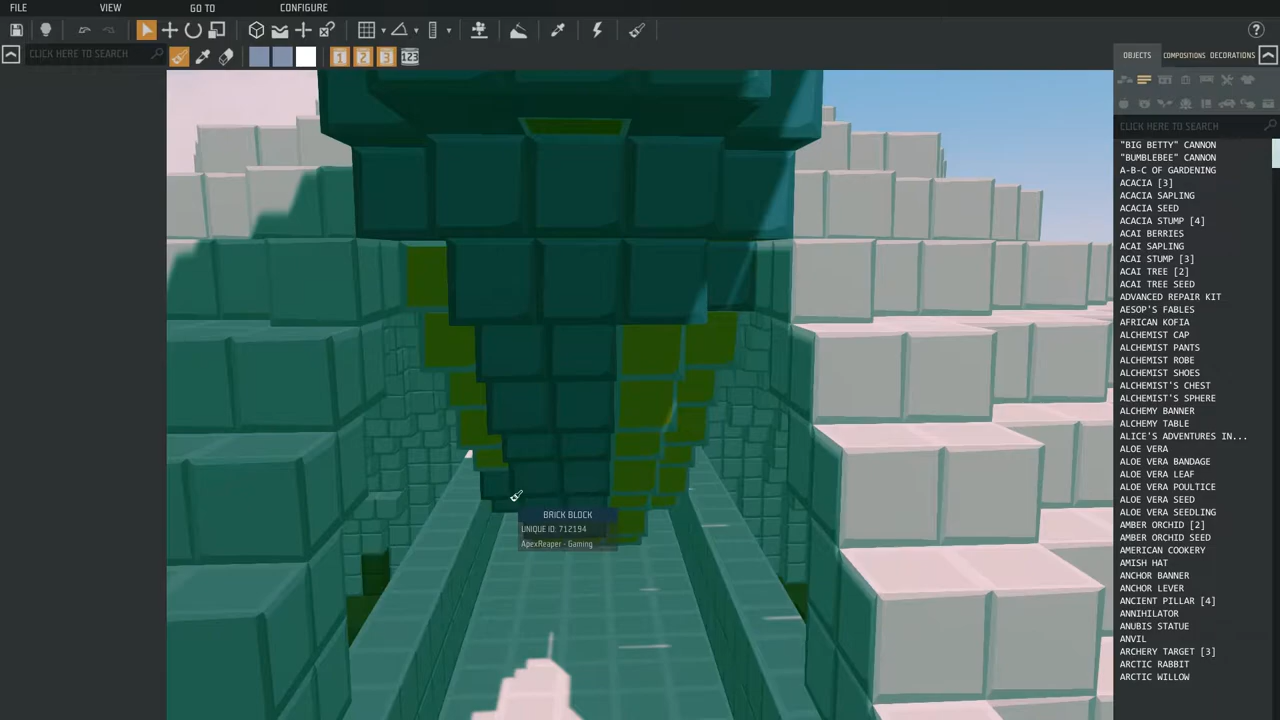 FILE VIEW GO TO CONFIGURE
CLICK HERE TO SEARCH
1 2 3 123
OBJECTS COMPOSITIONS DECORATIONS
CLICK HERE TO SEARCH
"BIG BETTY" CANNON
"BUMBLEBEE" CANNON
A-B-C OF GARDENING
ACACIA [3]
ACACIA SAPLING
ACACIA SEED
ACACIA STUMP [4]
ACAI BERRIES
ACAI SAPLING
ACAI STUMP [3]
ACAI TREE [2]
ACAI TREE SEED
ADVANCED REPAIR KIT
AESOP'S FABLES
AFRICAN KOFIA
ALCHEMIST CAP
ALCHEMIST PANTS
ALCHEMIST ROBE
ALCHEMIST SHOES
ALCHEMIST'S CHEST
ALCHEMIST'S SPHERE
ALCHEMY BANNER
ALCHEMY TABLE
ALICE'S ADVENTURES IN...
ALOE VERA
ALOE VERA BANDAGE
ALOE VERA LEAF
ALOE VERA POULTICE
ALOE VERA SEED
ALOE VERA SEEDLING
AMBER ORCHID [2]
AMBER ORCHID SEED
AMERICAN COOKERY
AMISH HAT
ANCHOR BANNER
ANCHOR LEVER
ANCIENT PILLAR [4]
ANNIHILATOR
ANUBIS STATUE
ANVIL
ARCHERY TARGET [3]
ARCTIC RABBIT
ARCTIC WILLOW
BRICK BLOCK
UNIQUE ID: 712194
ApexReaper - Gaming